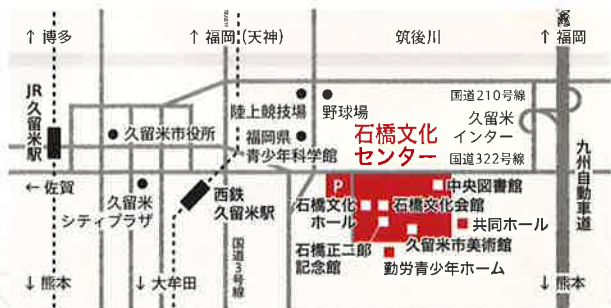 ↑ 博多
↑ 福岡 (天神)
筑後川
↑ 福岡
JR
久留米駅
陸上競技場
野球場
国道210号線
久留米
インター
久留米市役所
福岡県
青少年科学館
石橋文化
センター
国道322号線
九州自動車道
← 佐賀
久留米
シティプラザ
西鉄
久留米駅
P
中央図書館
石橋文化
ホール
石橋文化会館
共同ホール
国道3号線
石橋正二郎
記念館
久留米市美術館
勤労青少年ホーム
↓ 熊本
↓ 大牟田
↓ 熊本